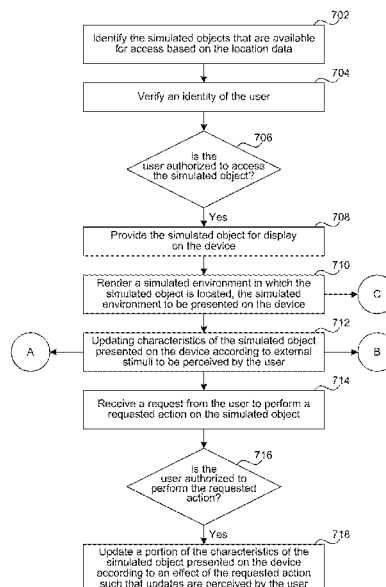 702
Identify the simulated objects that are available
for access based on the location data
704
Verify an identity of the user
706
Is the
user authorized to access
the simulated object?
Yes
708
Provide the simulated object for display
on the device
710
Render a simulated environment in which the
simulated object is located, the simulated
environment to be presented on the device
C
712
Updating characteristics of the simulated object
presented on the device according to external
stimuli to be perceived by the user
A
B
714
Receive a request from the user to perform a
requested action on the simulated object
716
Is the
user authorized to
perform the requested
action?
Yes
718
Update a portion of the characteristics of the
simulated object presented on the device
according to an effect of the requested action
such that updates are perceived by the user